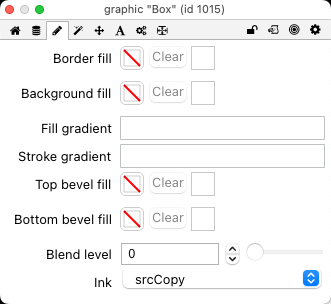 graphic "Box" (id 1015)
A
Border fill Clear
Background fill Clear
Fill gradient
Stroke gradient
Top bevel fill Clear
Bottom bevel fill Clear
Blend level 0
Ink srcCopy